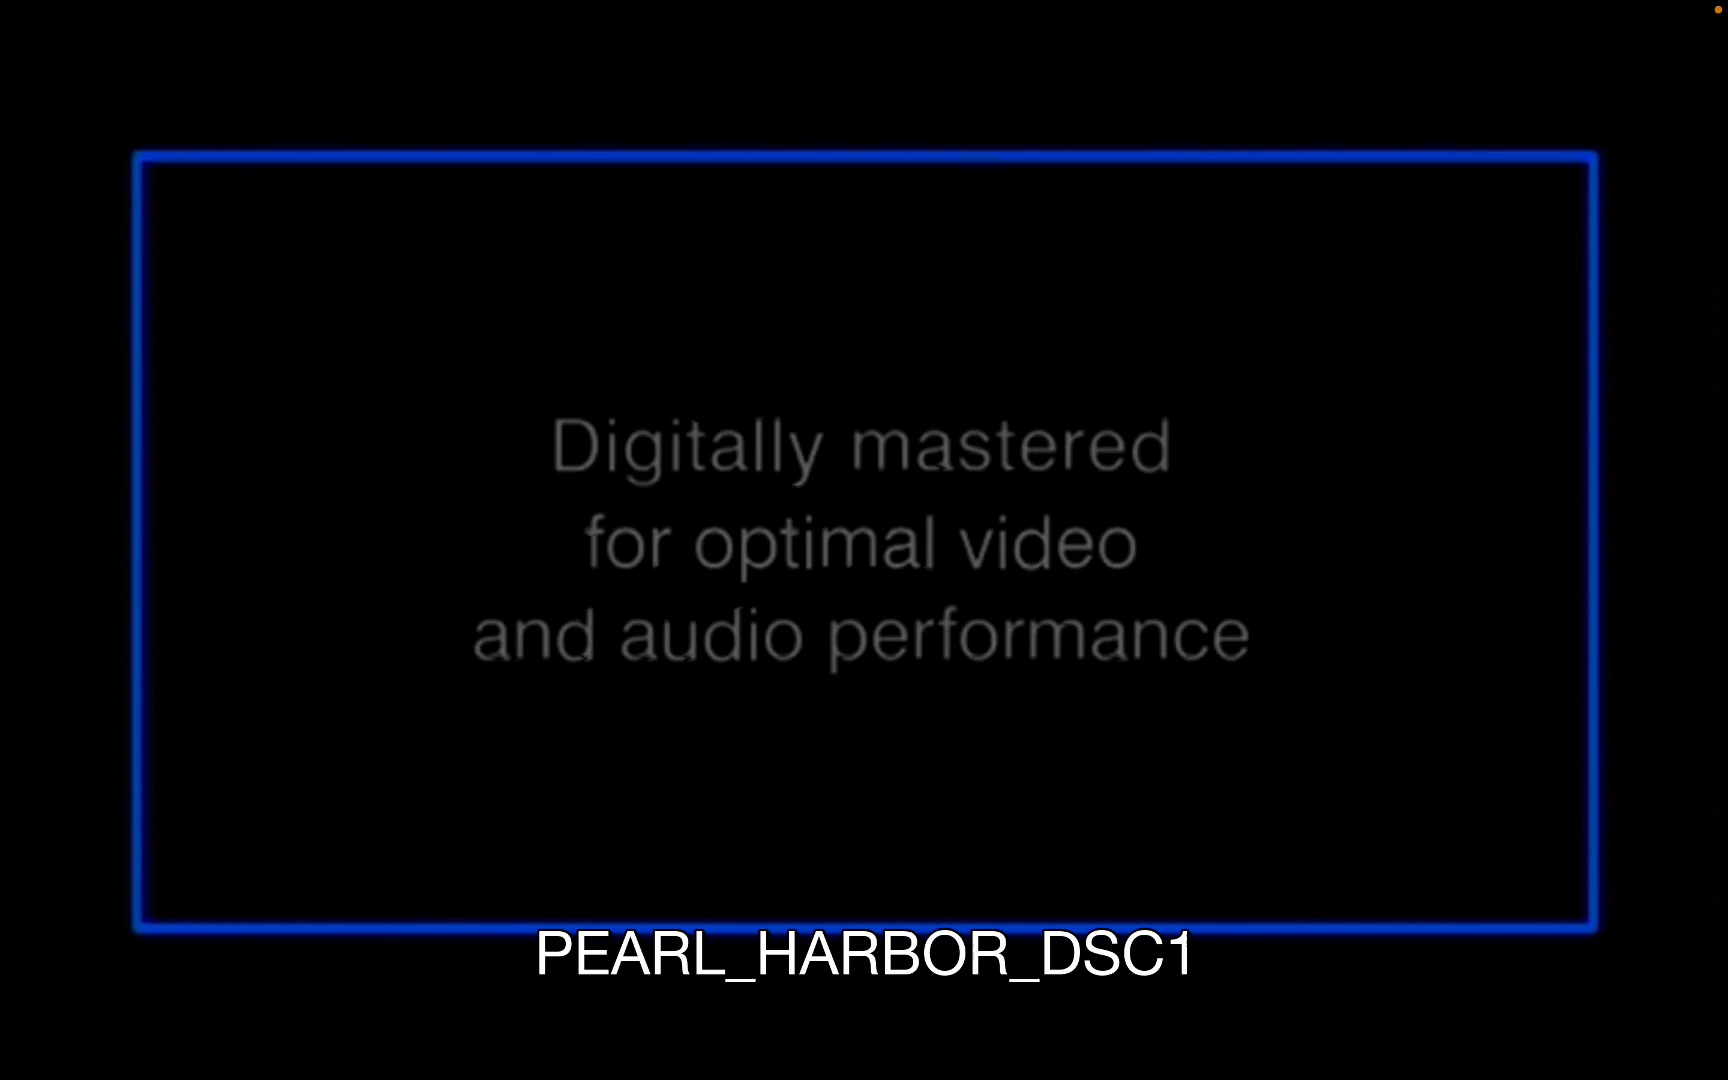 Digitally mastered
for optimal video
and audio performance
PEARL_HARBOR_DSC1